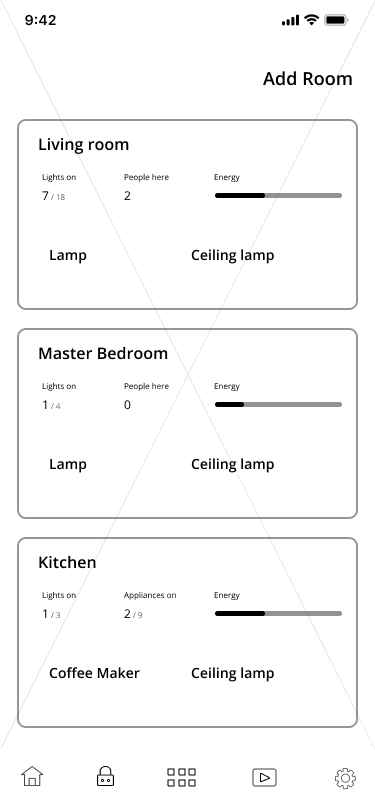 9:42
Add Room
Living room
Lights on People here Energy
7 / 18 2
Lamp Ceiling lamp
Master Bedroom
Lights on People here Energy
1 / 4 0
Lamp Ceiling lamp
Kitchen
Lights on Appliances on Energy
1 / 3 2 / 9
Coffee Maker Ceiling lamp